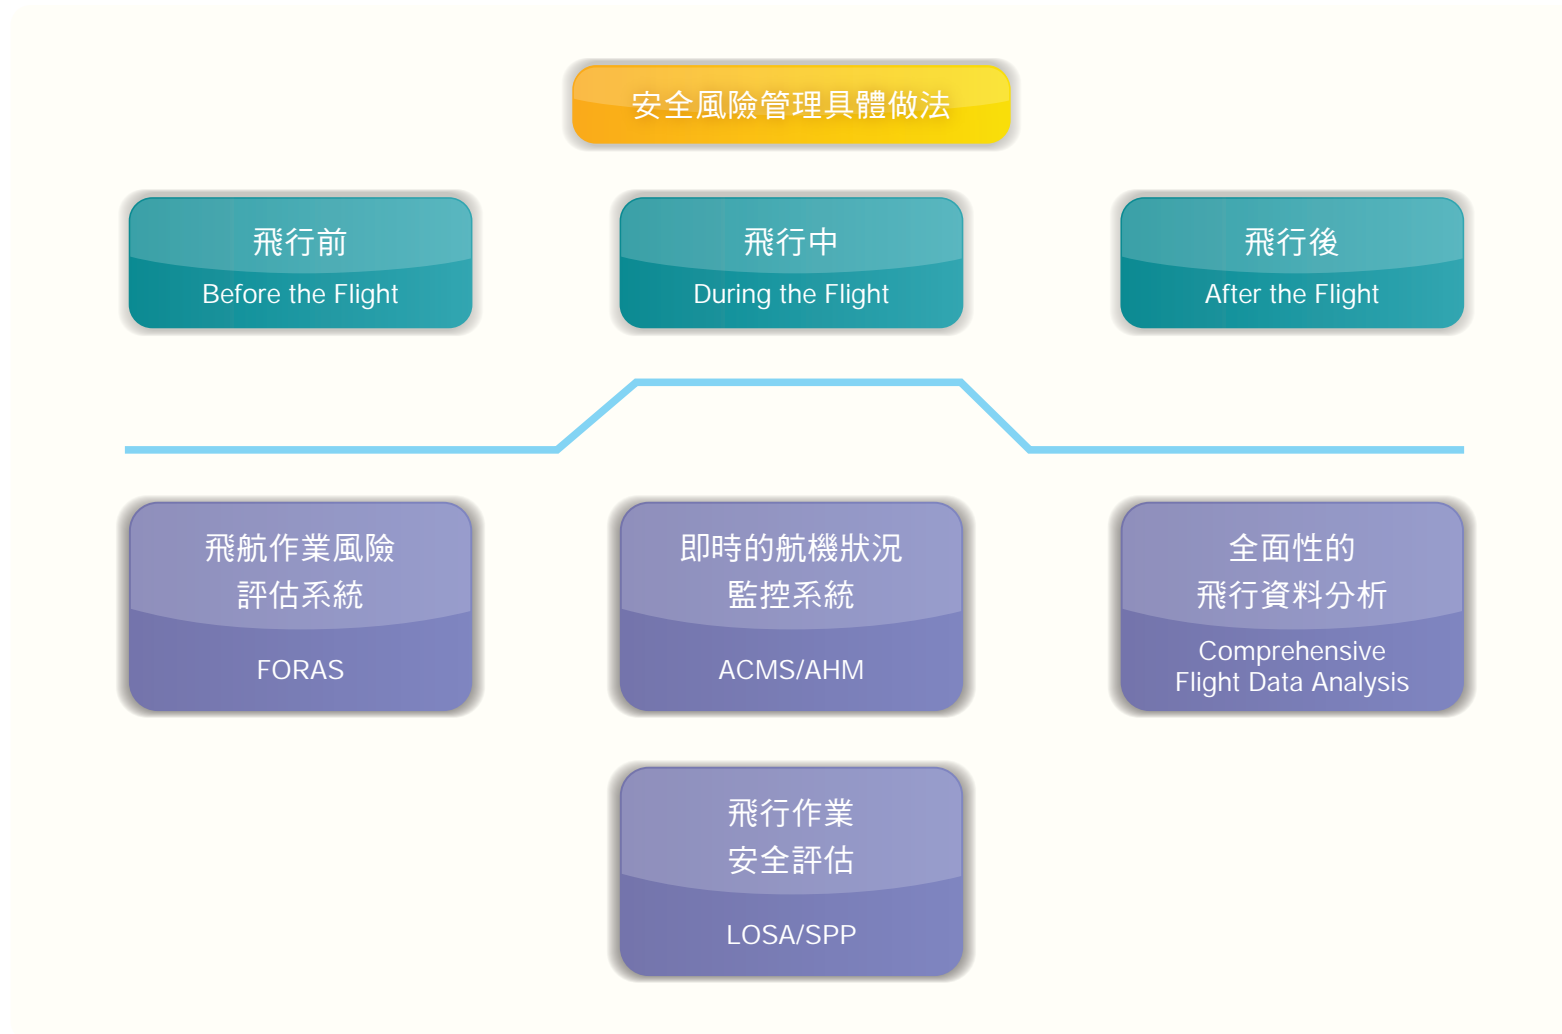 安全風險管理具體做法
飛行前
Before the Flight
飛行中
During the Flight
飛行後
After the Flight
飛航作業風險
評估系統
FORAS
即時的航機狀況
監控系統
ACMS/AHM
全面性的
飛行資料分析
Comprehensive
Flight Data Analysis
飛行作業
安全評估
LOSA/SPP